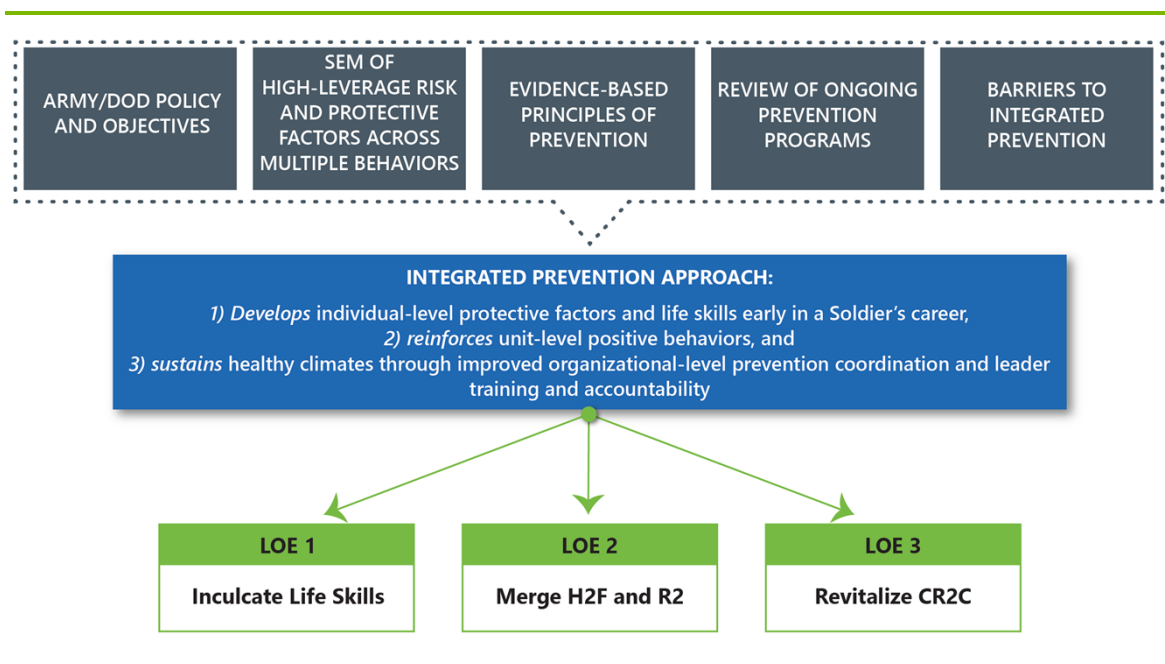 ARMY/DOD POLICY
AND OBJECTIVES
SEM OF
HIGH-LEVERAGE RISK
AND PROTECTIVE
FACTORS ACROSS
MULTIPLE BEHAVIORS
EVIDENCE-BASED
PRINCIPLES OF
PREVENTION
REVIEW OF ONGOING
PREVENTION
PROGRAMS
BARRIERS TO
INTEGRATED
PREVENTION
INTEGRATED PREVENTION APPROACH:
1) Develops individual-level protective factors and life skills early in a Soldier’s career,
2) reinforces unit-level positive behaviors, and
3) sustains healthy climates through improved organizational-level prevention coordination and leader
training and accountability
LOE 1
Inculcate Life Skills
LOE 2
Merge H2F and R2
LOE 3
Revitalize CR2C